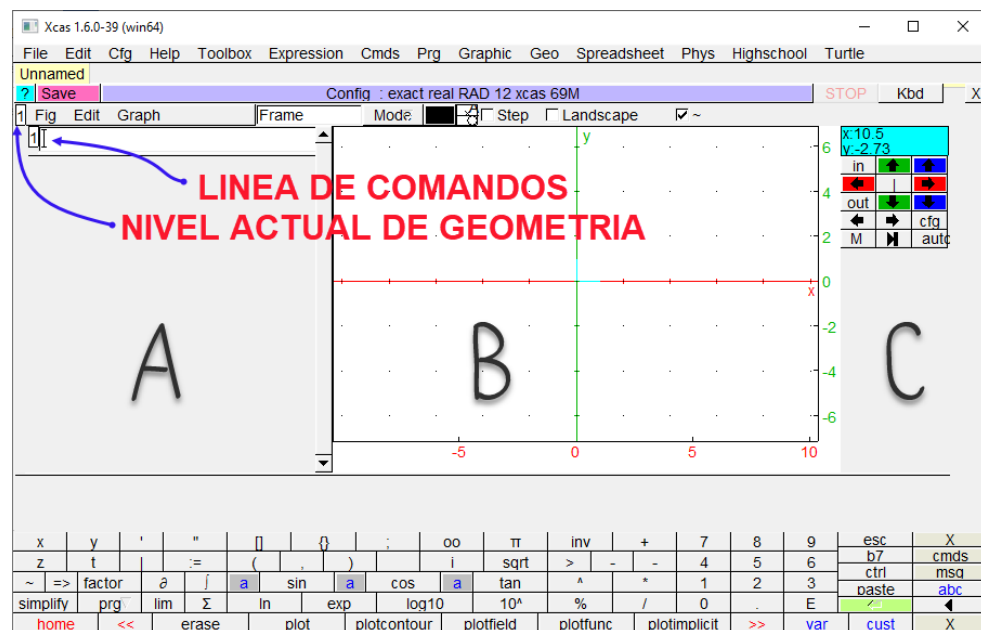 Xcas 1.6.0-39 (win64)
File Edit Cfg Help Toolbox Expression Cmds Prg Graphic Geo Spreadsheet Phys Highschool Turtle
Unnamed
? Save Config : exact real RAD 12 xcas 69M STOP Kbd X
1 Fig Edit Graph Frame Mode Step Landscape ~
1
LINEA DE COMANDOS
NIVEL ACTUAL DE GEOMETRIA
A
y
6
4
2
0
x
-2
-4
-6
-5 0 5 10
B
x:10.5
y:-2.73
in
out
cfg
M auto
C
x y ' " [] {} ; oo π inv + 7 8 9 esc X
z t | := ( , ) i sqrt > - - 4 5 6 b7 cmds
~ => factor ∂ ∫ a sin a cos a tan ^ * 1 2 3 ctrl msg
simplify prg lim Σ ln exp log10 10^ % / 0 . E paste abc
home << erase plot plotcontour plotfield plotfunc plotimplicit >> var cust X